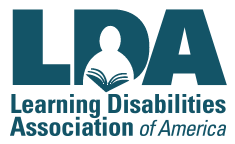 LDA
Learning Disabilities
Association of America